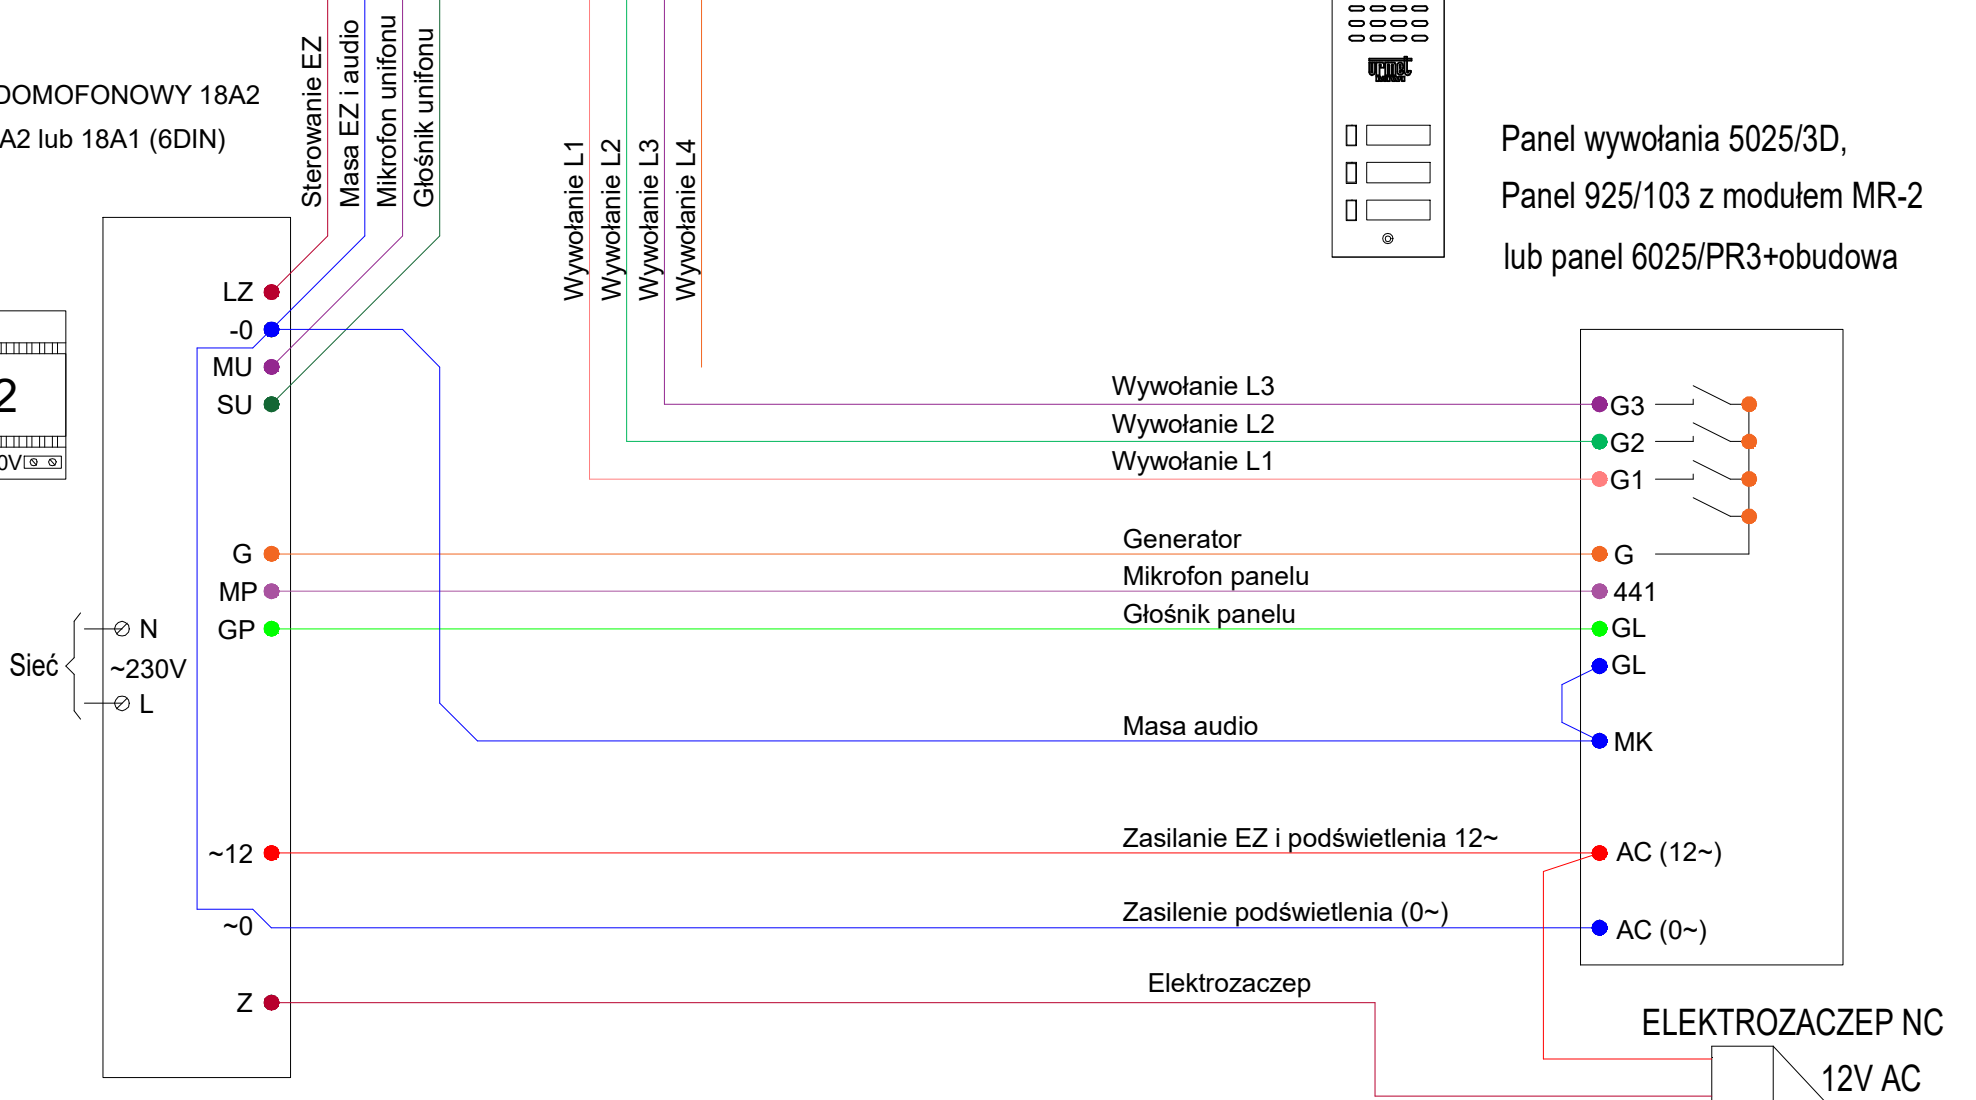 DOMOFONOWY 18A2
A2 lub 18A1 (6DIN)
Sterowanie EZ
Masa EZ i audio
Mikrofon unifonu
Głośnik unifonu
Wywołanie L1
Wywołanie L2
Wywołanie L3
Wywołanie L4
urmet
Panel wywołania 5025/3D,
Panel 925/103 z modułem MR-2
lub panel 6025/PR3+obudowa
LZ
-0
MU
SU
2
0V
G
MP
GP
N
Sieć
~230V
L
~12
~0
Z
Wywołanie L3
Wywołanie L2
Wywołanie L1
Generator
Mikrofon panelu
Głośnik panelu
Masa audio
Zasilanie EZ i podświetlenia 12~
Zasilenie podświetlenia (0~)
Elektrozaczep
G3
G2
G1
G
441
GL
GL
MK
AC (12~)
AC (0~)
ELEKTROZACZEP NC
12V AC